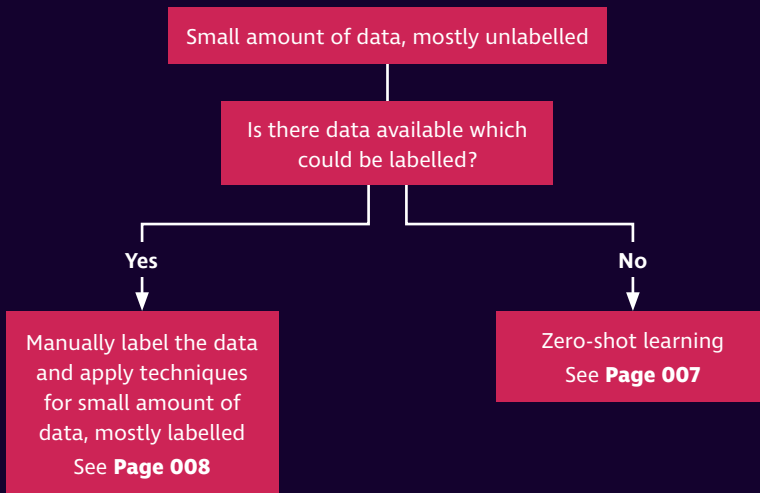 Small amount of data, mostly unlabelled
Is there data available which
could be labelled?
Yes
No
Manually label the data
and apply techniques
for small amount of
data, mostly labelled
See Page 008
Zero-shot learning
See Page 007